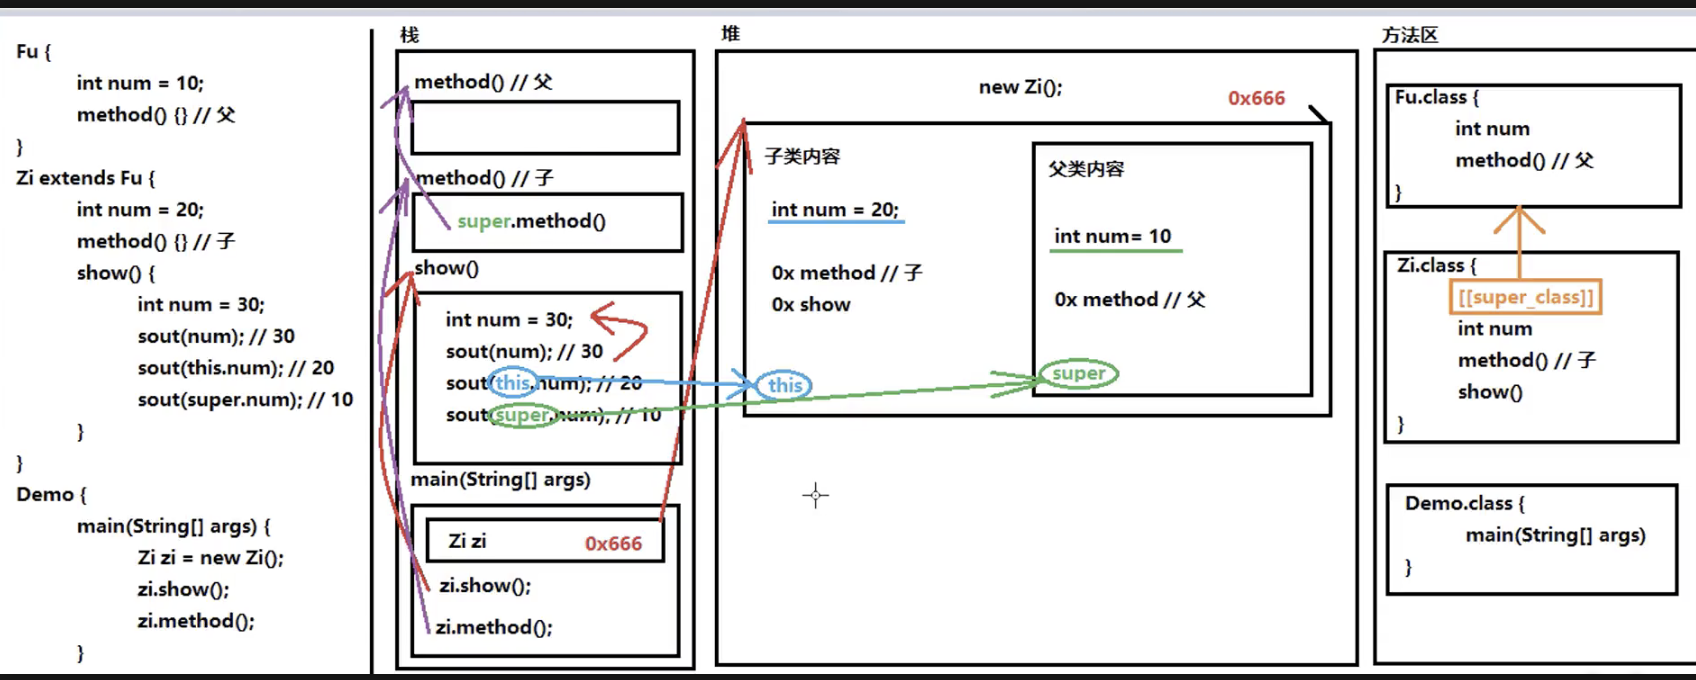 Fu {
int num = 10;
method() {} // 父
}
Zi extends Fu {
int num = 20;
method() {} // 子
show() {
int num = 30;
sout(num); // 30
sout(this.num); // 20
sout(super.num); // 10
}
}
Demo {
main(String[] args) {
Zi zi = new Zi();
zi.show();
zi.method();
}
栈
method() // 父
method() // 子
super.method()
show()
int num = 30;
sout(num); // 30
sout(this.num); // 20
sout(super.num); // 10
main(String[] args)
Zi zi 0x666
zi.show();
zi.method();
堆
new Zi();
0x666
子类内容
int num = 20;
0x method // 子
0x show
this
父类内容
int num= 10
0x method // 父
super
方法区
Fu.class {
int num
method() // 父
}
Zi.class {
[[super_class]]
int num
method() // 子
show()
}
Demo.class {
main(String[] args)
}